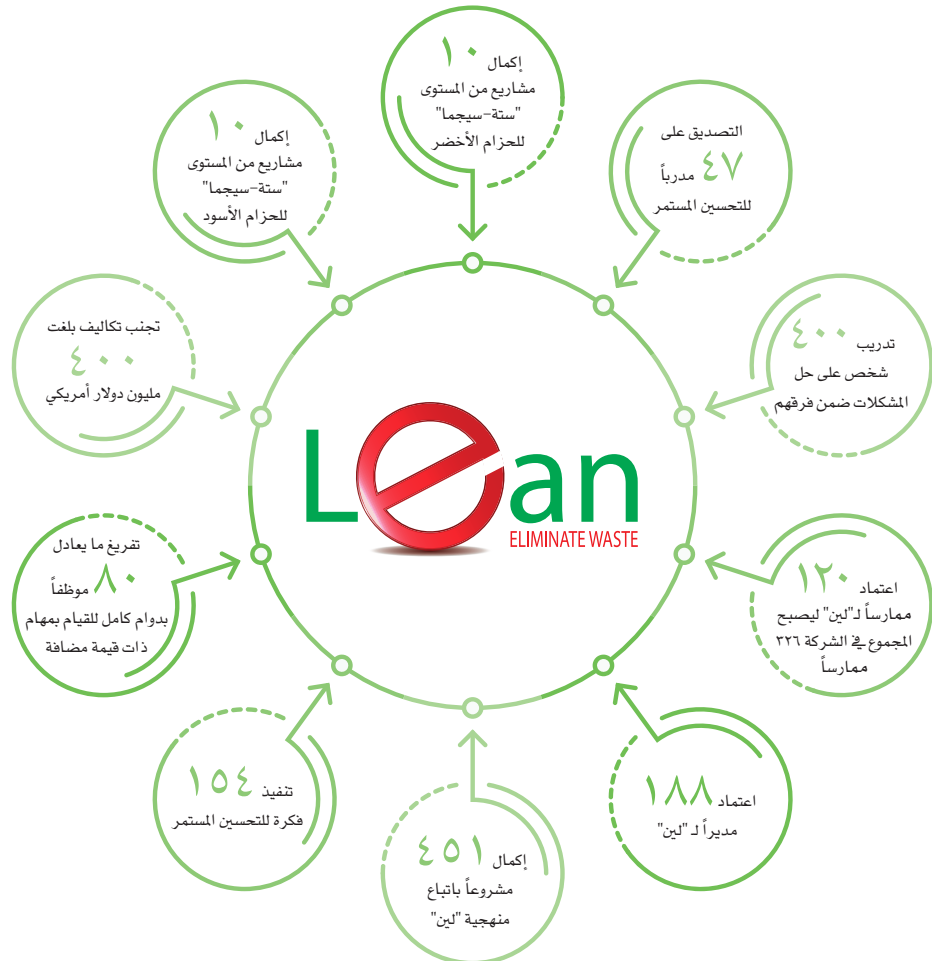 إكمال ١٠
مشاريع من المستوى
"ستة-سيجما"
للحزام الأخضر
التصديق على
٤٧ مدرباً
للتحسين المستمر
تدريب ٤٠٠
شخص على حل
المشكلات ضمن فرقهم
اعتماد ١٢٠
ممارساً لـ"لين" ليصبح
المجموع في الشركة ٣٢٦
ممارساً
اعتماد ١٨٨
مديراً لـ "لين"
إكمال ٤٥١
مشروعاً باتباع
منهجية "لين"
تنفيذ ١٥٤
فكرة للتحسين المستمر
تفريغ ما يعادل
٨٠ موظفاً
بدوام كامل للقيام بمهام
ذات قيمة مضافة
تجنب تكاليف بلغت
٤٠٠
مليون دولار أمريكي
إكمال ١٠
مشاريع من المستوى
"ستة-سيجما"
للحزام الأسود
Lean
ELIMINATE WASTE